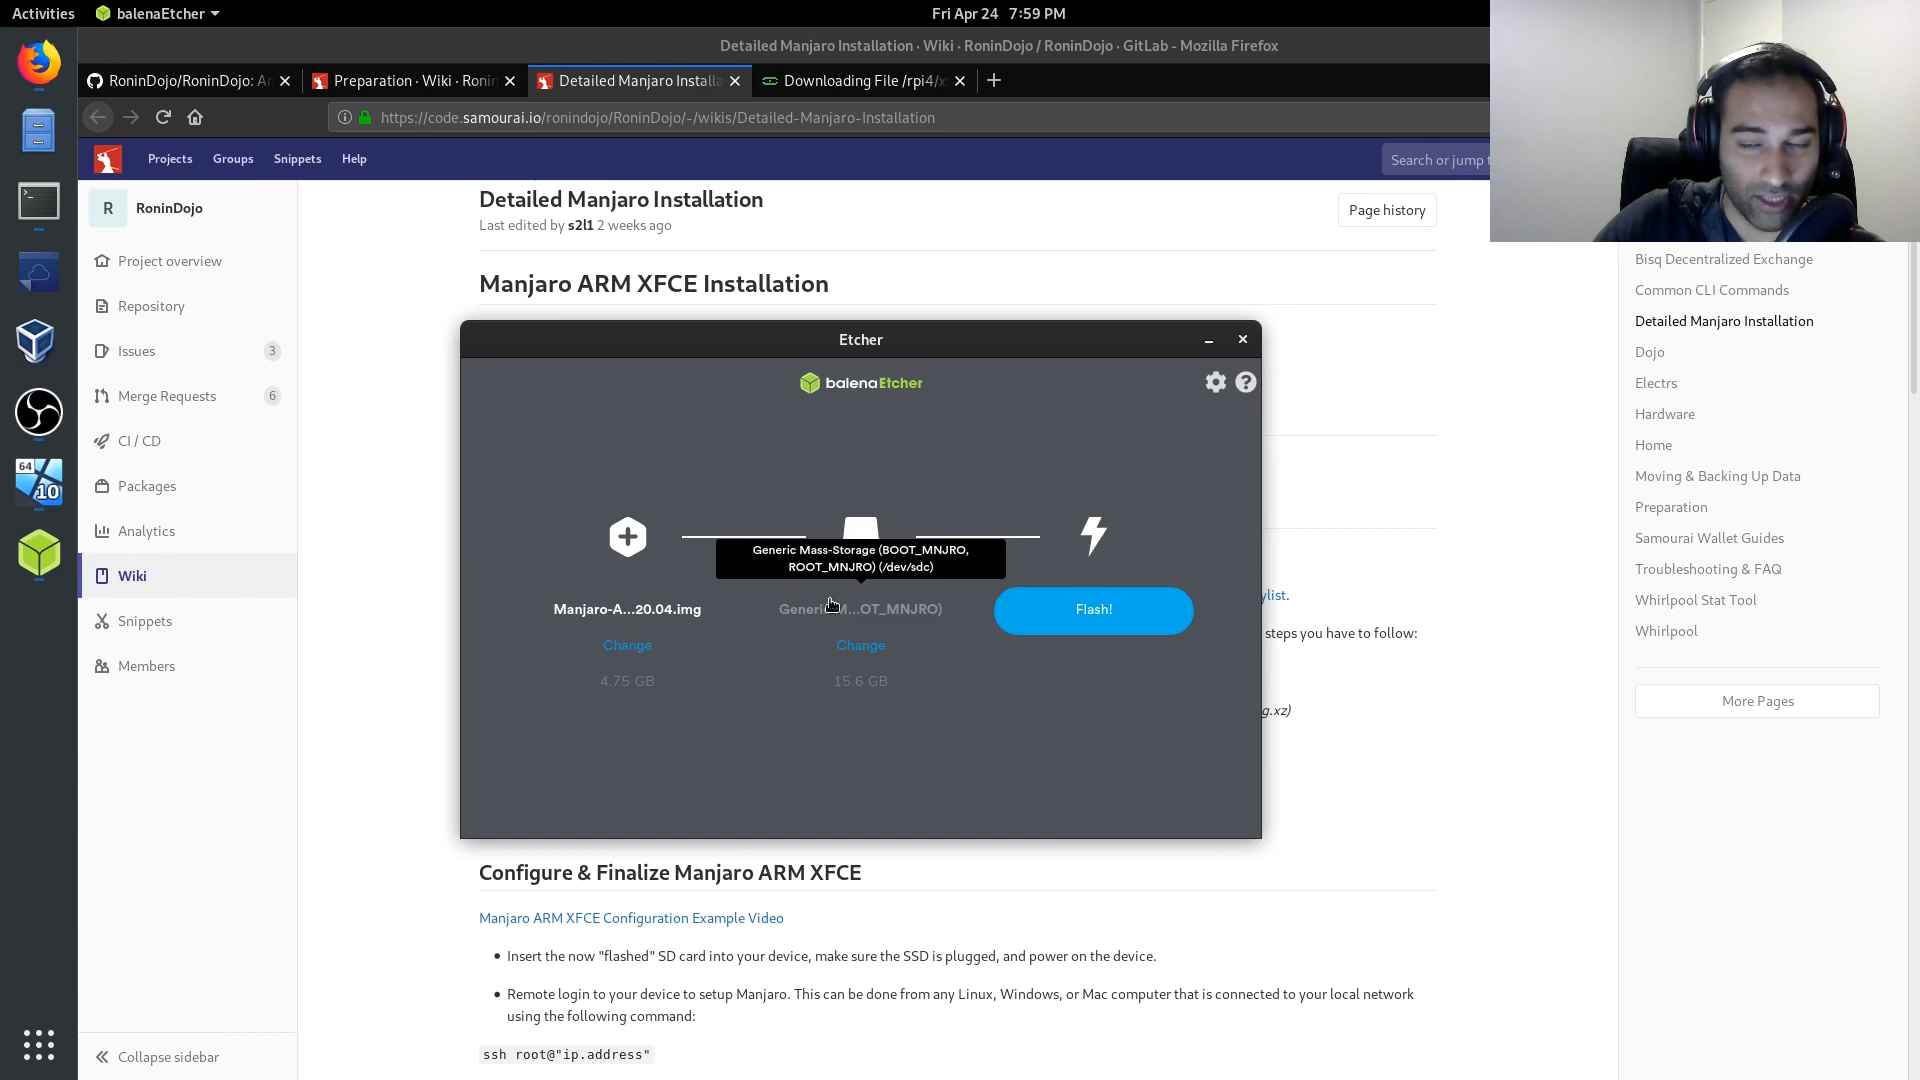 Activities
balenaEtcher
Fri Apr 24 7:59 PM
Detailed Manjaro Installation · Wiki · RoninDojo / RoninDojo · GitLab - Mozilla Firefox
RoninDojo/RoninDojo: Ar
Preparation · Wiki · Ronin
Detailed Manjaro Installa
Downloading File /rpi4/x
https://code.samourai.io/ronindojo/RoninDojo/-/wikis/Detailed-Manjaro-Installation
Projects
Groups
Snippets
Help
Search or jump t
R
RoninDojo
Project overview
Repository
Issues
3
Merge Requests
6
CI / CD
Packages
Analytics
Wiki
Snippets
Members
Collapse sidebar
64
10
Detailed Manjaro Installation
Last edited by s2l1 2 weeks ago
Page history
Manjaro ARM XFCE Installation
Etcher
balenaEtcher
Generic Mass-Storage (BOOT_MNJRO,
ROOT_MNJRO) (/dev/sdc)
Manjaro-A...20.04.img
Change
4.75 GB
Generic M...OT_MNJRO)
Change
15.6 GB
Flash!
ylist.
steps you have to follow:
g.xz)
Configure & Finalize Manjaro ARM XFCE
Manjaro ARM XFCE Configuration Example Video
• Insert the now "flashed" SD card into your device, make sure the SSD is plugged, and power on the device.
• Remote login to your device to setup Manjaro. This can be done from any Linux, Windows, or Mac computer that is connected to your local network
using the following command:
ssh root@"ip.address"
Bisq Decentralized Exchange
Common CLI Commands
Detailed Manjaro Installation
Dojo
Electrs
Hardware
Home
Moving & Backing Up Data
Preparation
Samourai Wallet Guides
Troubleshooting & FAQ
Whirlpool Stat Tool
Whirlpool
More Pages